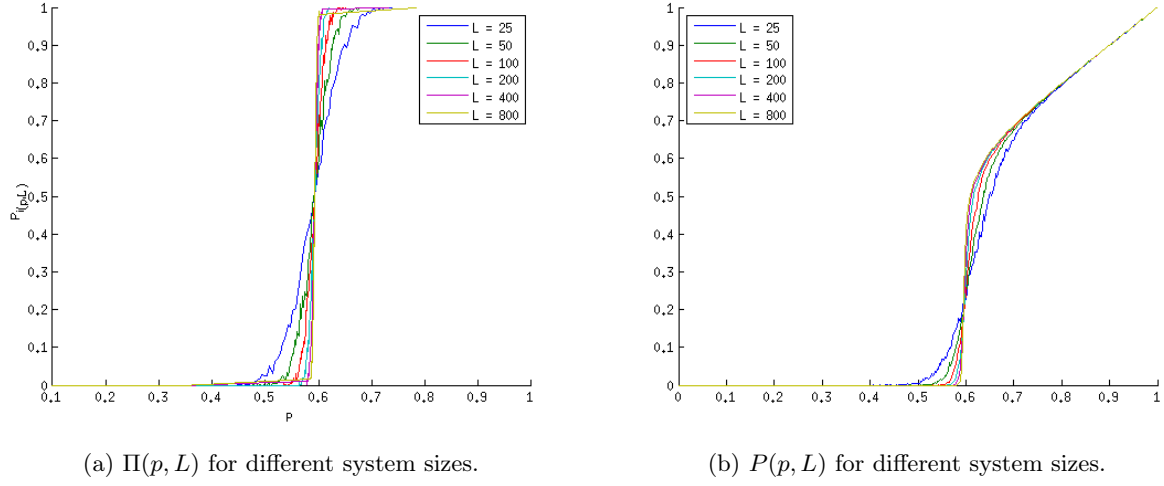 1
0.9
0.8
0.7
0.6
0.5
0.4
0.3
0.2
0.1
0
P_i(p,L)
0.1 0.2 0.3 0.4 0.5 0.6 0.7 0.8 0.9 1
P
L = 25
L = 50
L = 100
L = 200
L = 400
L = 800
(a) Π(p, L) for different system sizes.
1
0.9
0.8
0.7
0.6
0.5
0.4
0.3
0.2
0.1
0
0 0.1 0.2 0.3 0.4 0.5 0.6 0.7 0.8 0.9 1
L = 25
L = 50
L = 100
L = 200
L = 400
L = 800
(b) P(p, L) for different system sizes.